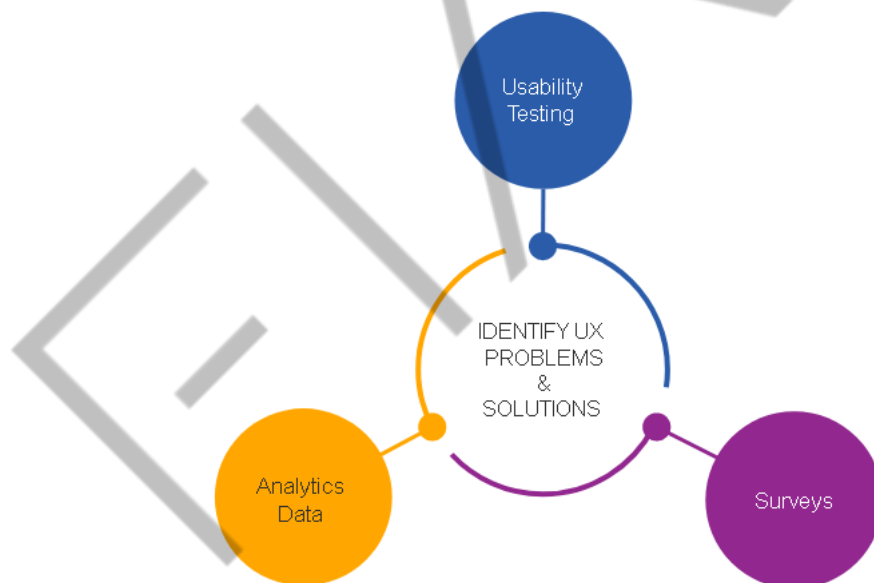 Usability
Testing
IDENTIFY UX
PROBLEMS
&
SOLUTIONS
Analytics
Data
Surveys